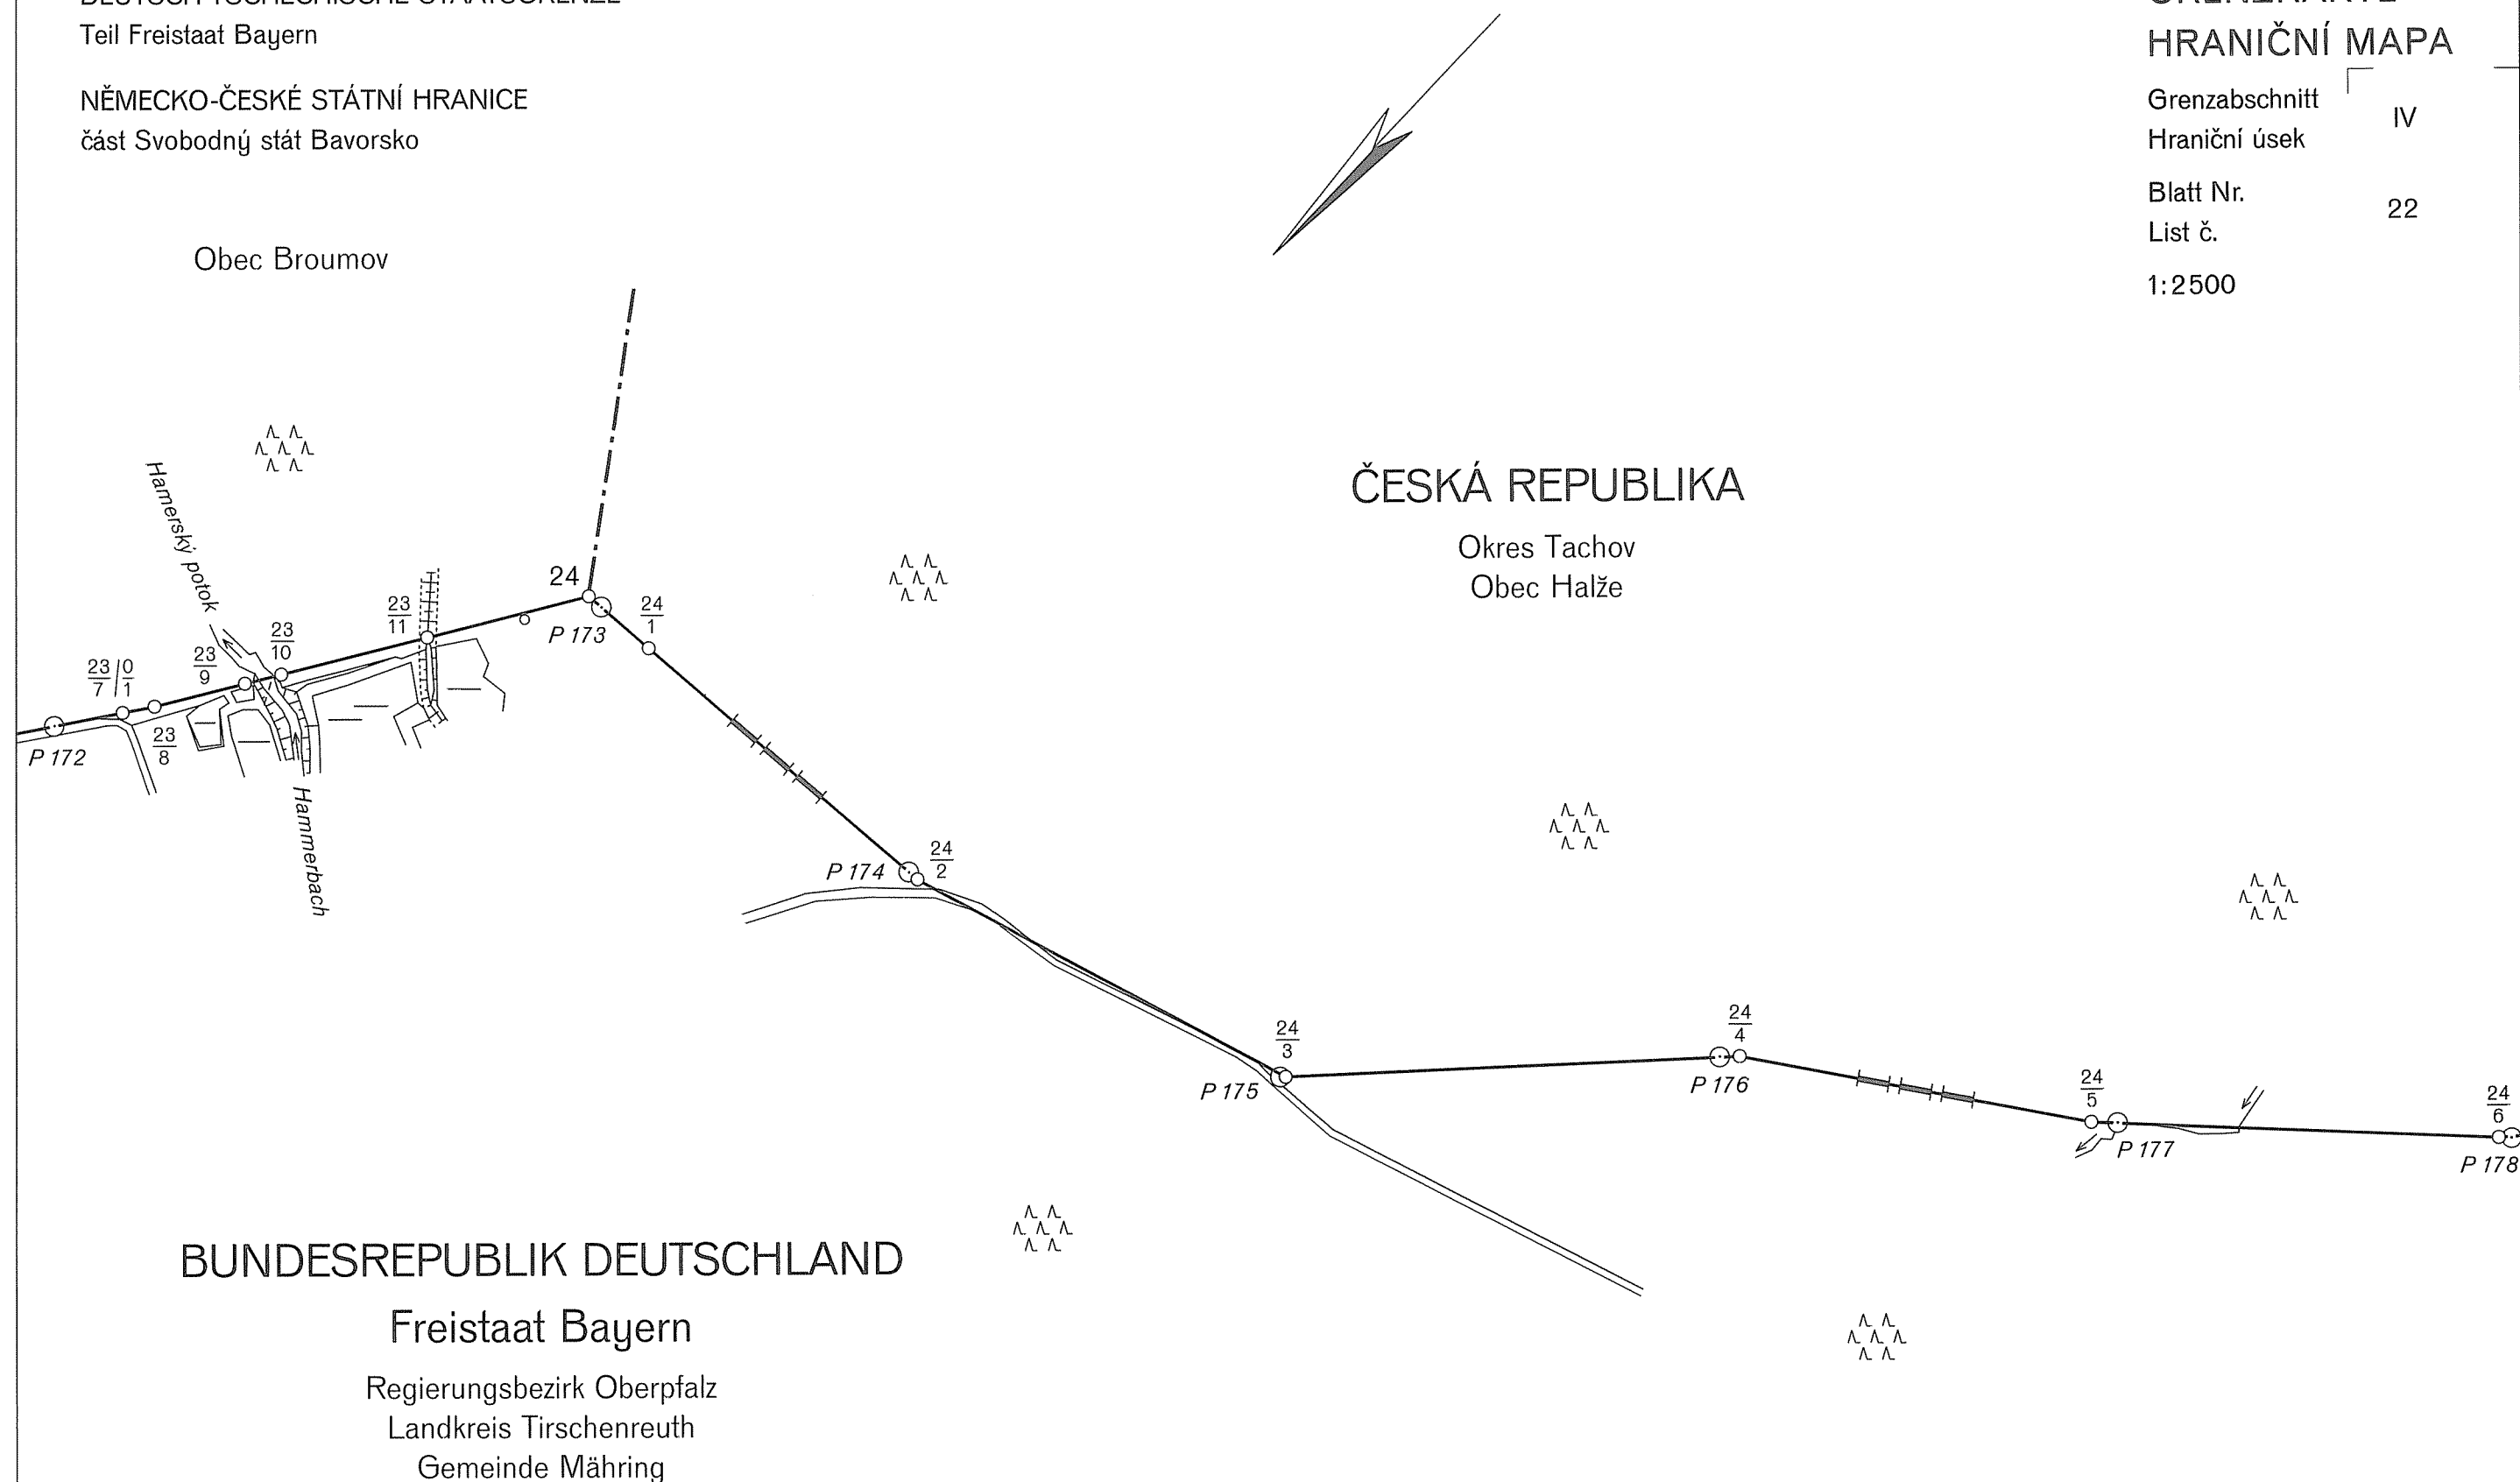 Teil Freistaat Bayern
NĚMECKO-ČESKÉ STÁTNÍ HRANICE
část Svobodný stát Bavorsko
HRANIČNÍ MAPA
Grenzabschnitt
Hraniční úsek
IV
Blatt Nr.
List č.
22
1:2500
Obec Broumov
ČESKÁ REPUBLIKA
Okres Tachov
Obec Halže
Hamerský potok
Hammerbach
P 172
23/7 / 0/1
23/8
23/9
23/10
23/11
24
P 173
24/1
P 174
24/2
24/3
P 175
24/4
P 176
24/5
P 177
24/6
P 178
BUNDESREPUBLIK DEUTSCHLAND
Freistaat Bayern
Regierungsbezirk Oberpfalz
Landkreis Tirschenreuth
Gemeinde Mähring